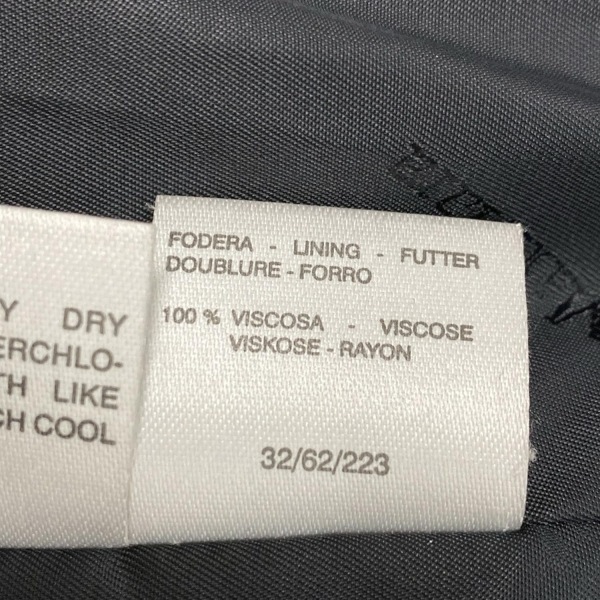 FODERA - LINING - FUTTER
DOUBLURE - FORRO
100 % VISCOSA - VISCOSE
VISKOSE - RAYON
32/62/223
Y DRY
ERCHLO-
TH LIKE
CH COOL